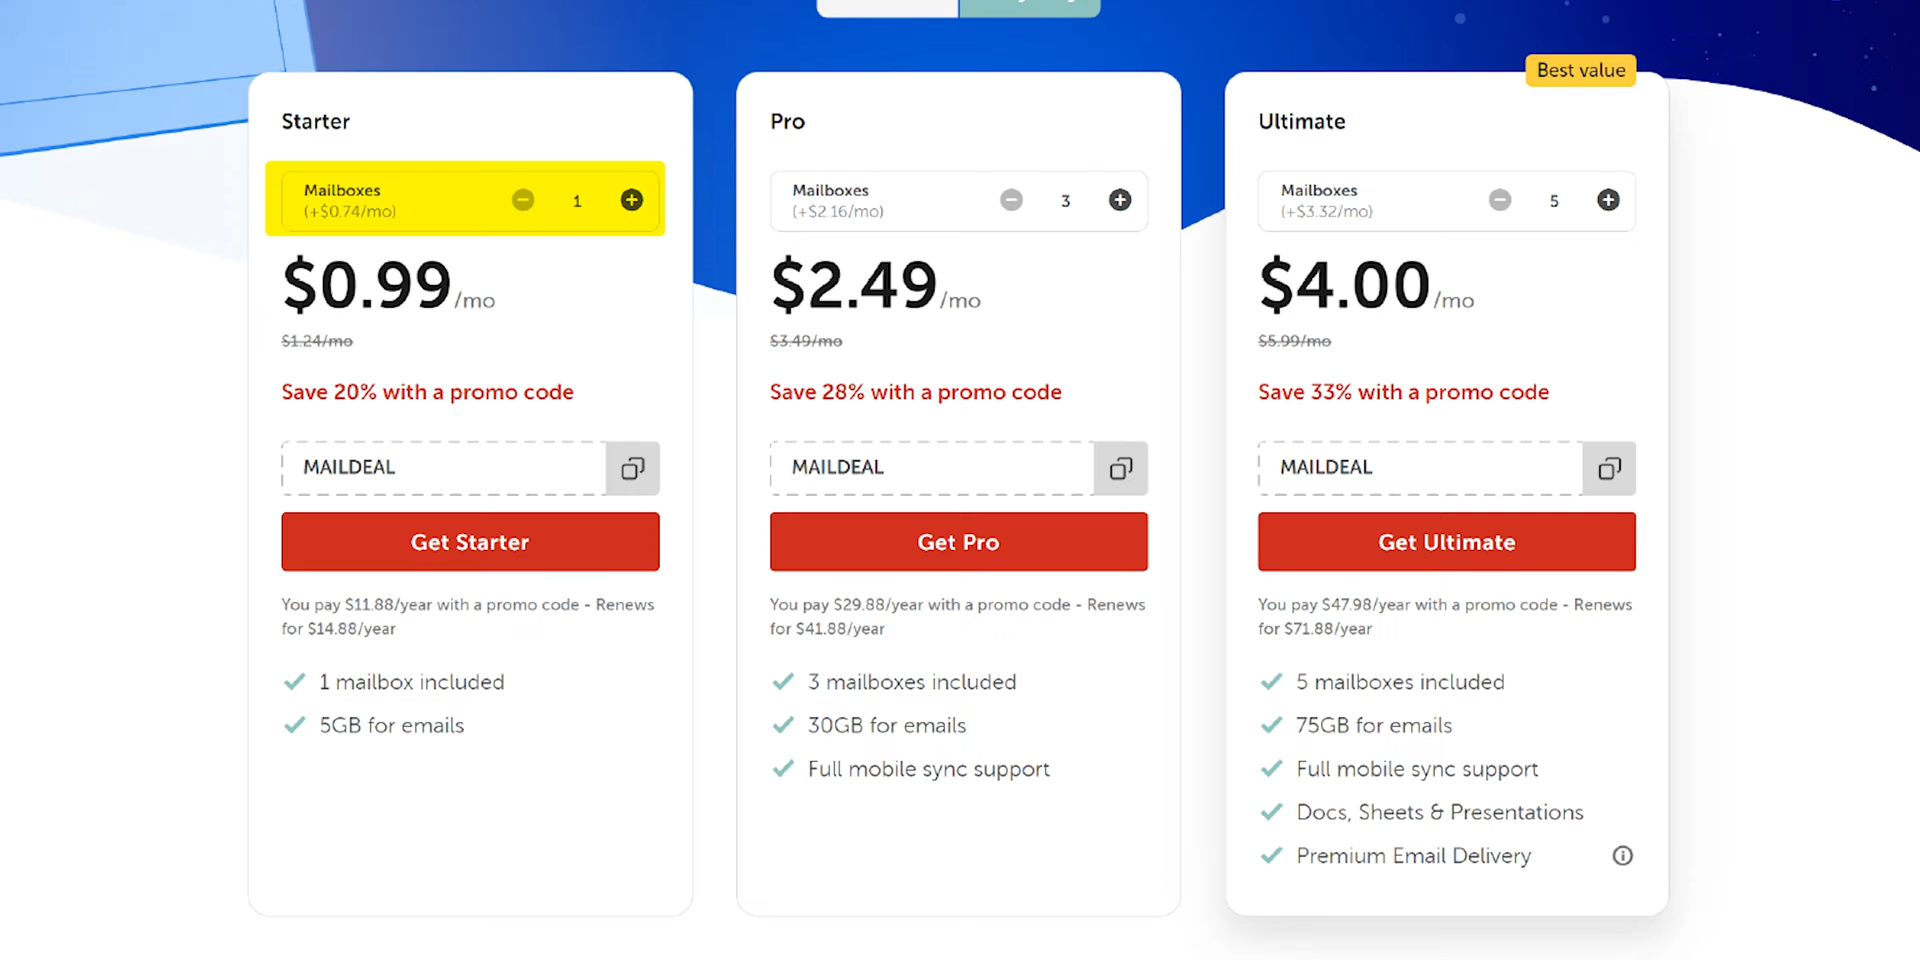 Best value
Starter
Mailboxes
(+$0.74/mo)
1
$0.99/mo
$1.24/mo
Save 20% with a promo code
MAILDEAL
Get Starter
You pay $11.88/year with a promo code - Renews
for $14.88/year
1 mailbox included
5GB for emails
Pro
Mailboxes
(+$2.16/mo)
3
$2.49/mo
$3.49/mo
Save 28% with a promo code
MAILDEAL
Get Pro
You pay $29.88/year with a promo code - Renews
for $41.88/year
3 mailboxes included
30GB for emails
Full mobile sync support
Ultimate
Mailboxes
(+$3.32/mo)
5
$4.00/mo
$5.99/mo
Save 33% with a promo code
MAILDEAL
Get Ultimate
You pay $47.98/year with a promo code - Renews
for $71.88/year
5 mailboxes included
75GB for emails
Full mobile sync support
Docs, Sheets & Presentations
Premium Email Delivery